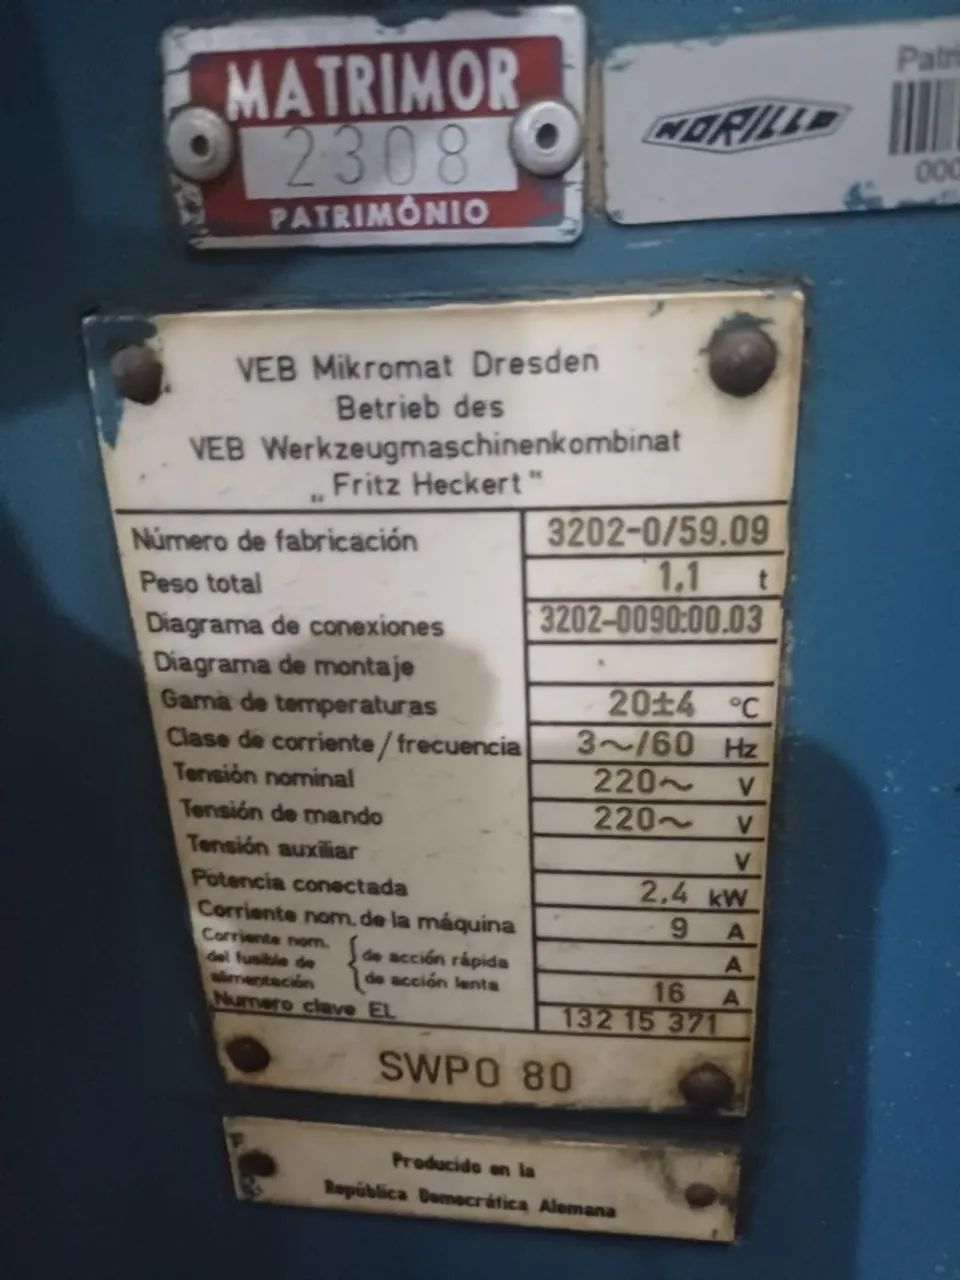 MATRIMOR
2308
PATRIMÔNIO
NORILLO
VEB Mikromat Dresden
Betrieb des
VEB Werkzeugmaschinenkombinat
„Fritz Heckert"
Número de fabricación 3202-0/59.09
Peso total 1,1 t
Diagrama de conexiones 3202-0090:00.03
Diagrama de montaje
Gama de temperaturas 20±4 °C
Clase de corriente/frecuencia 3~/60 Hz
Tensión nominal 220~ V
Tensión de mando 220~ V
Tensión auxiliar V
Potencia conectada 2,4 kW
Corriente nom. de la máquina 9 A
Corriente nom. del fusible de alimentación { de acción rápida A
de acción lenta 16 A
Numero clave EL 132 15 371
SWPO 80
Producido en la
República Democrática Alemana